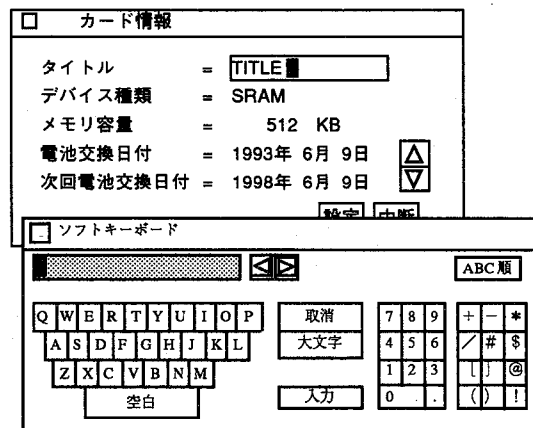 カード情報
タイトル = TITLE
デバイス種類 = SRAM
メモリ容量 = 512 KB
電池交換日付 = 1993年 6月 9日 △
次回電池交換日付 = 1998年 6月 9日 ▽
設定 中断
ソフトキーボード
◁ ▷ ABC順
Q W E R T Y U I O P 取消 7 8 9 + − *
A S D F G H J K L 大文字 4 5 6 / # $
Z X C V B N M 1 2 3 [ ] @
空白 入力 0 . , ( ) !